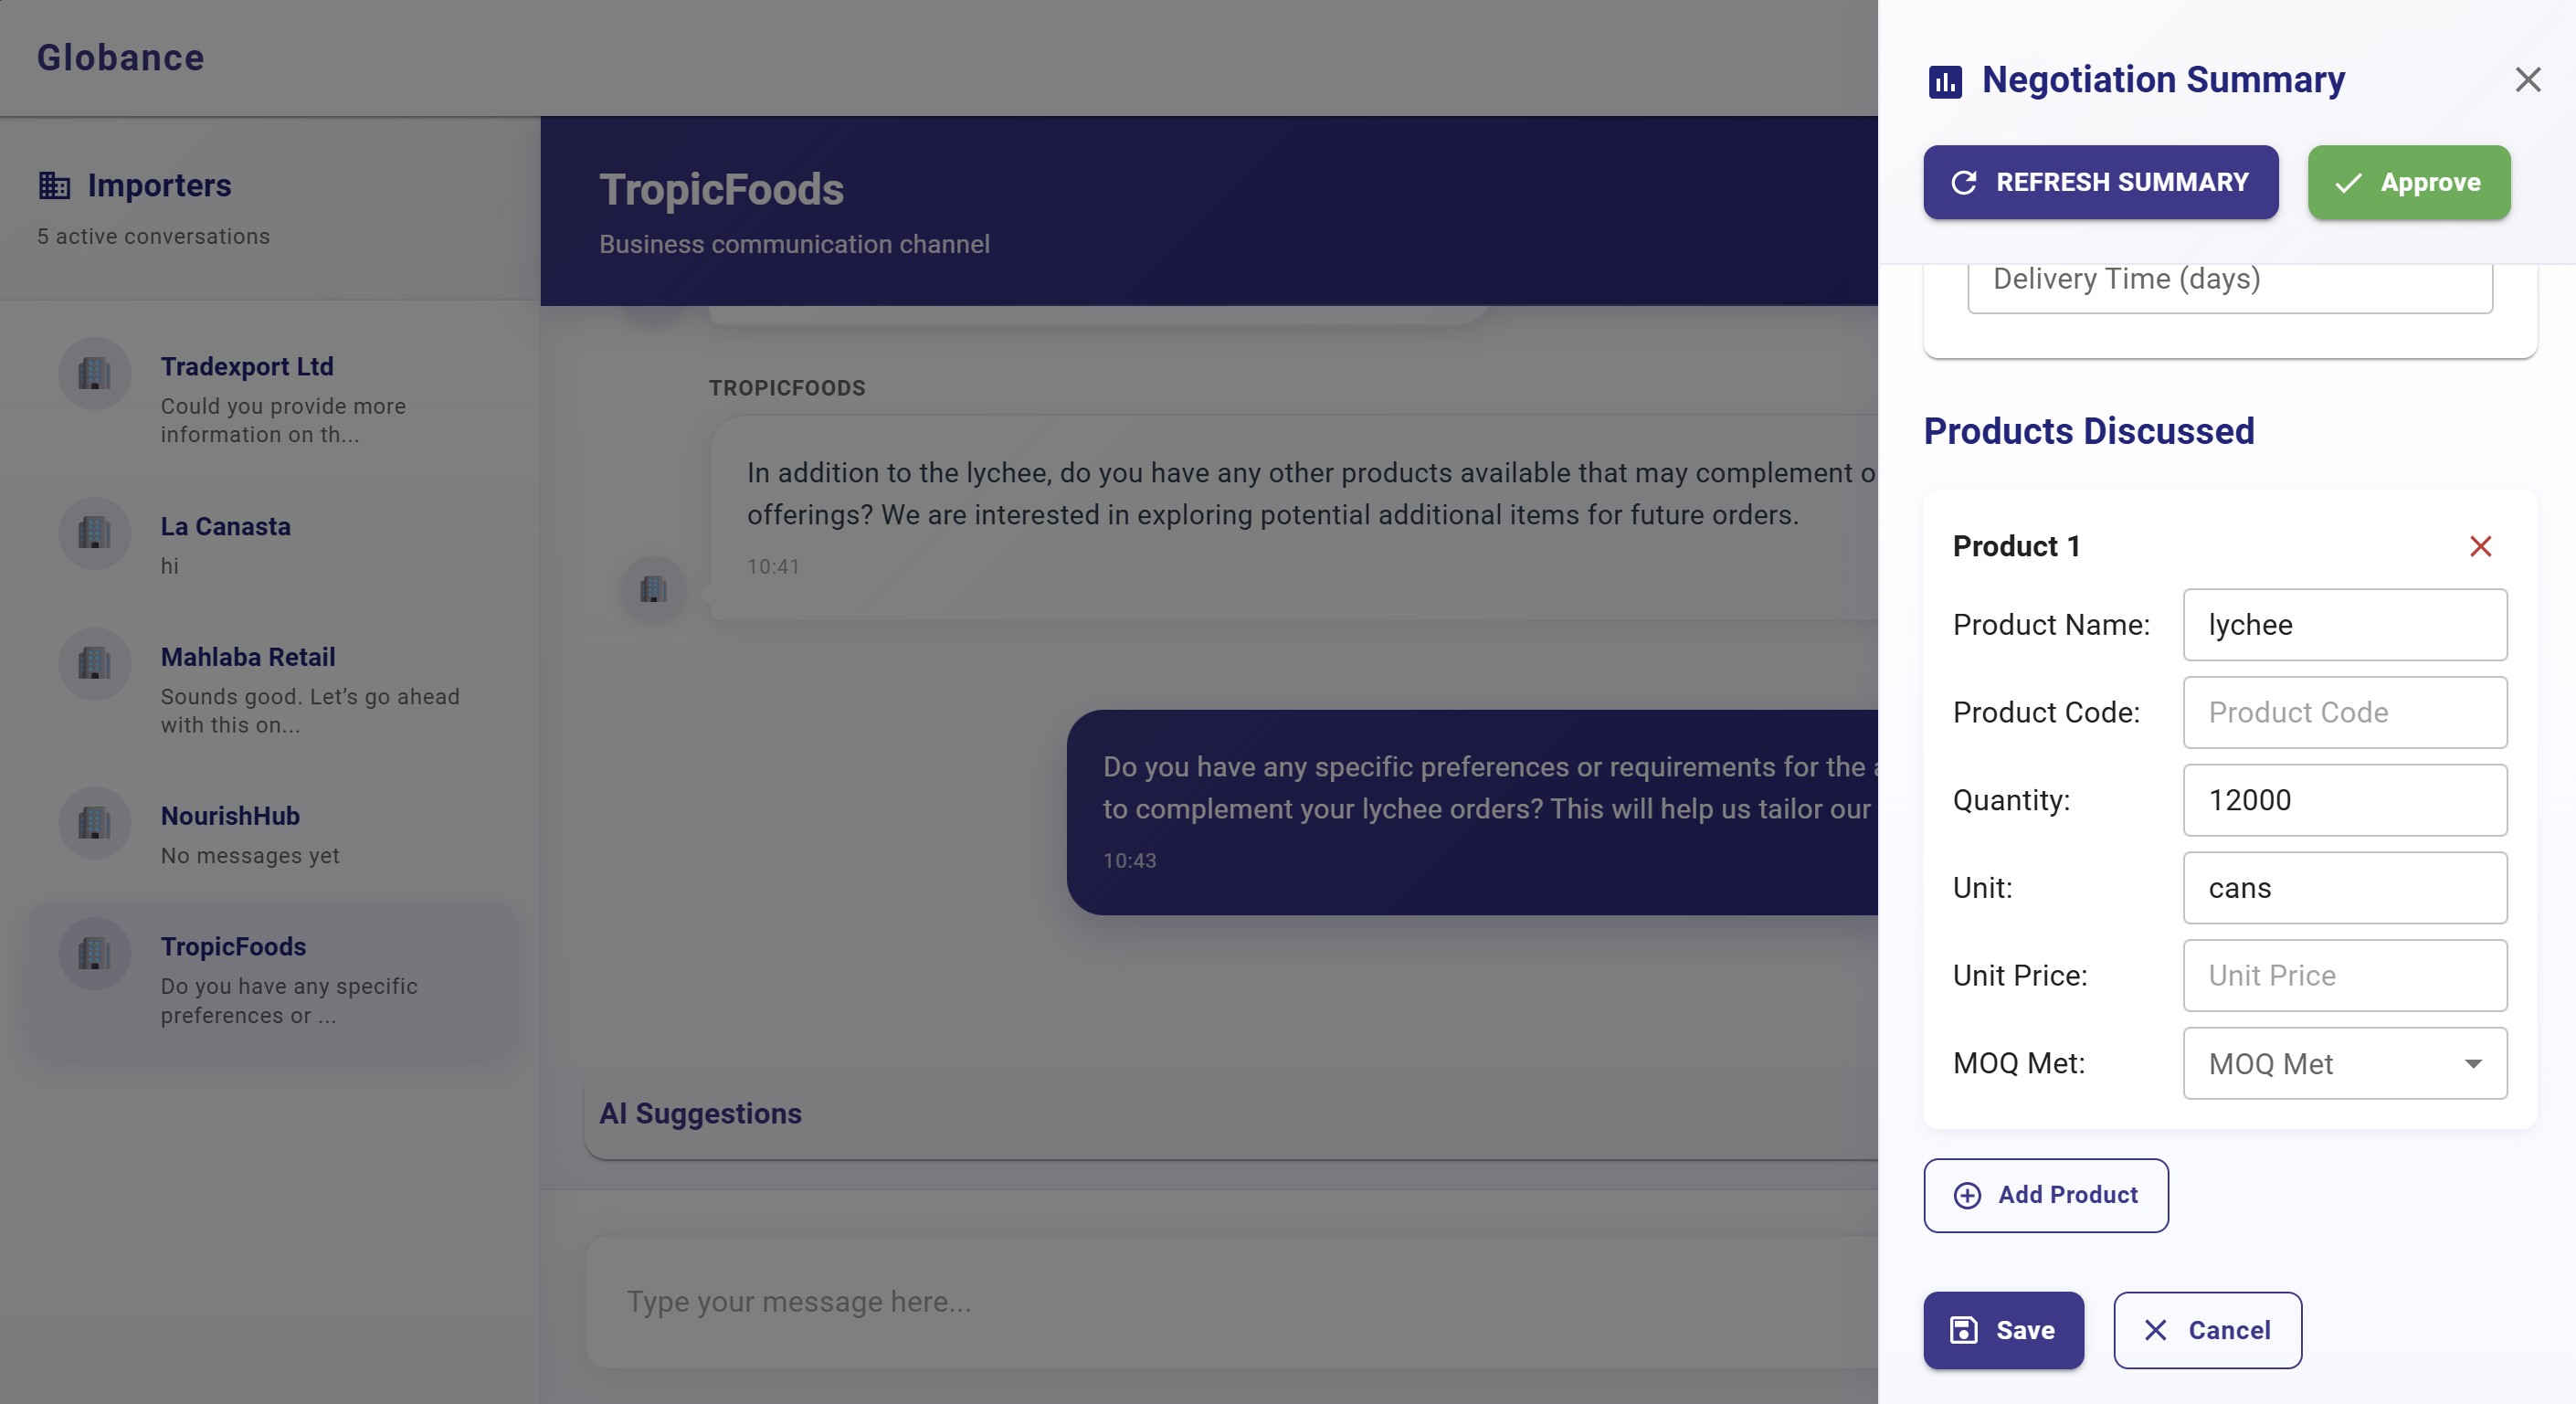 Globance
Importers
5 active conversations
Tradexport Ltd
Could you provide more
information on th...
La Canasta
hi
Mahlaba Retail
Sounds good. Let’s go ahead
with this on...
NourishHub
No messages yet
TropicFoods
Do you have any specific
preferences or ...
TropicFoods
Business communication channel
TROPICFOODS
In addition to the lychee, do you have any other products available that may complement
offerings? We are interested in exploring potential additional items for future orders.
10:41
Do you have any specific preferences or requirements for the
to complement your lychee orders? This will help us tailor our
10:43
AI Suggestions
Type your message here...
Negotiation Summary
REFRESH SUMMARY
Approve
Delivery Time (days)
Products Discussed
Product 1
Product Name: lychee
Product Code: Product Code
Quantity: 12000
Unit: cans
Unit Price: Unit Price
MOQ Met: MOQ Met
Add Product
Save
Cancel